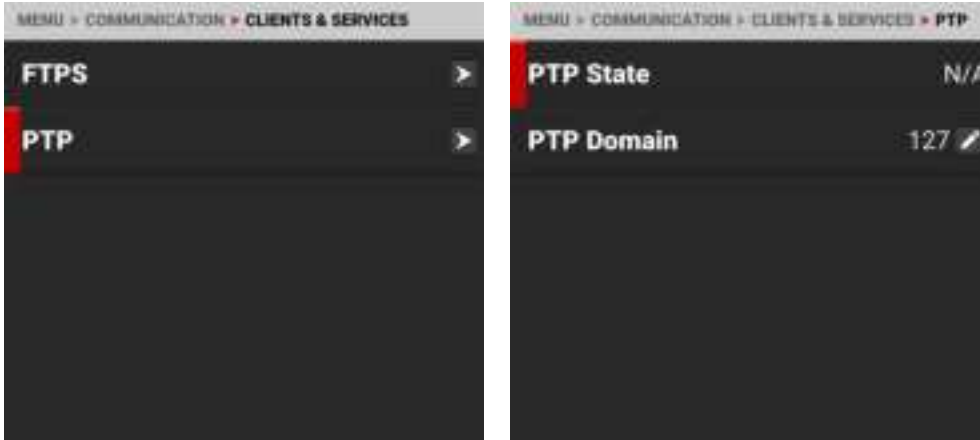 MENU > COMMUNICATION > CLIENTS & SERVICES
FTPS
PTP
MENU > COMMUNICATION > CLIENTS & SERVICES > PTP
PTP State N/A
PTP Domain 127